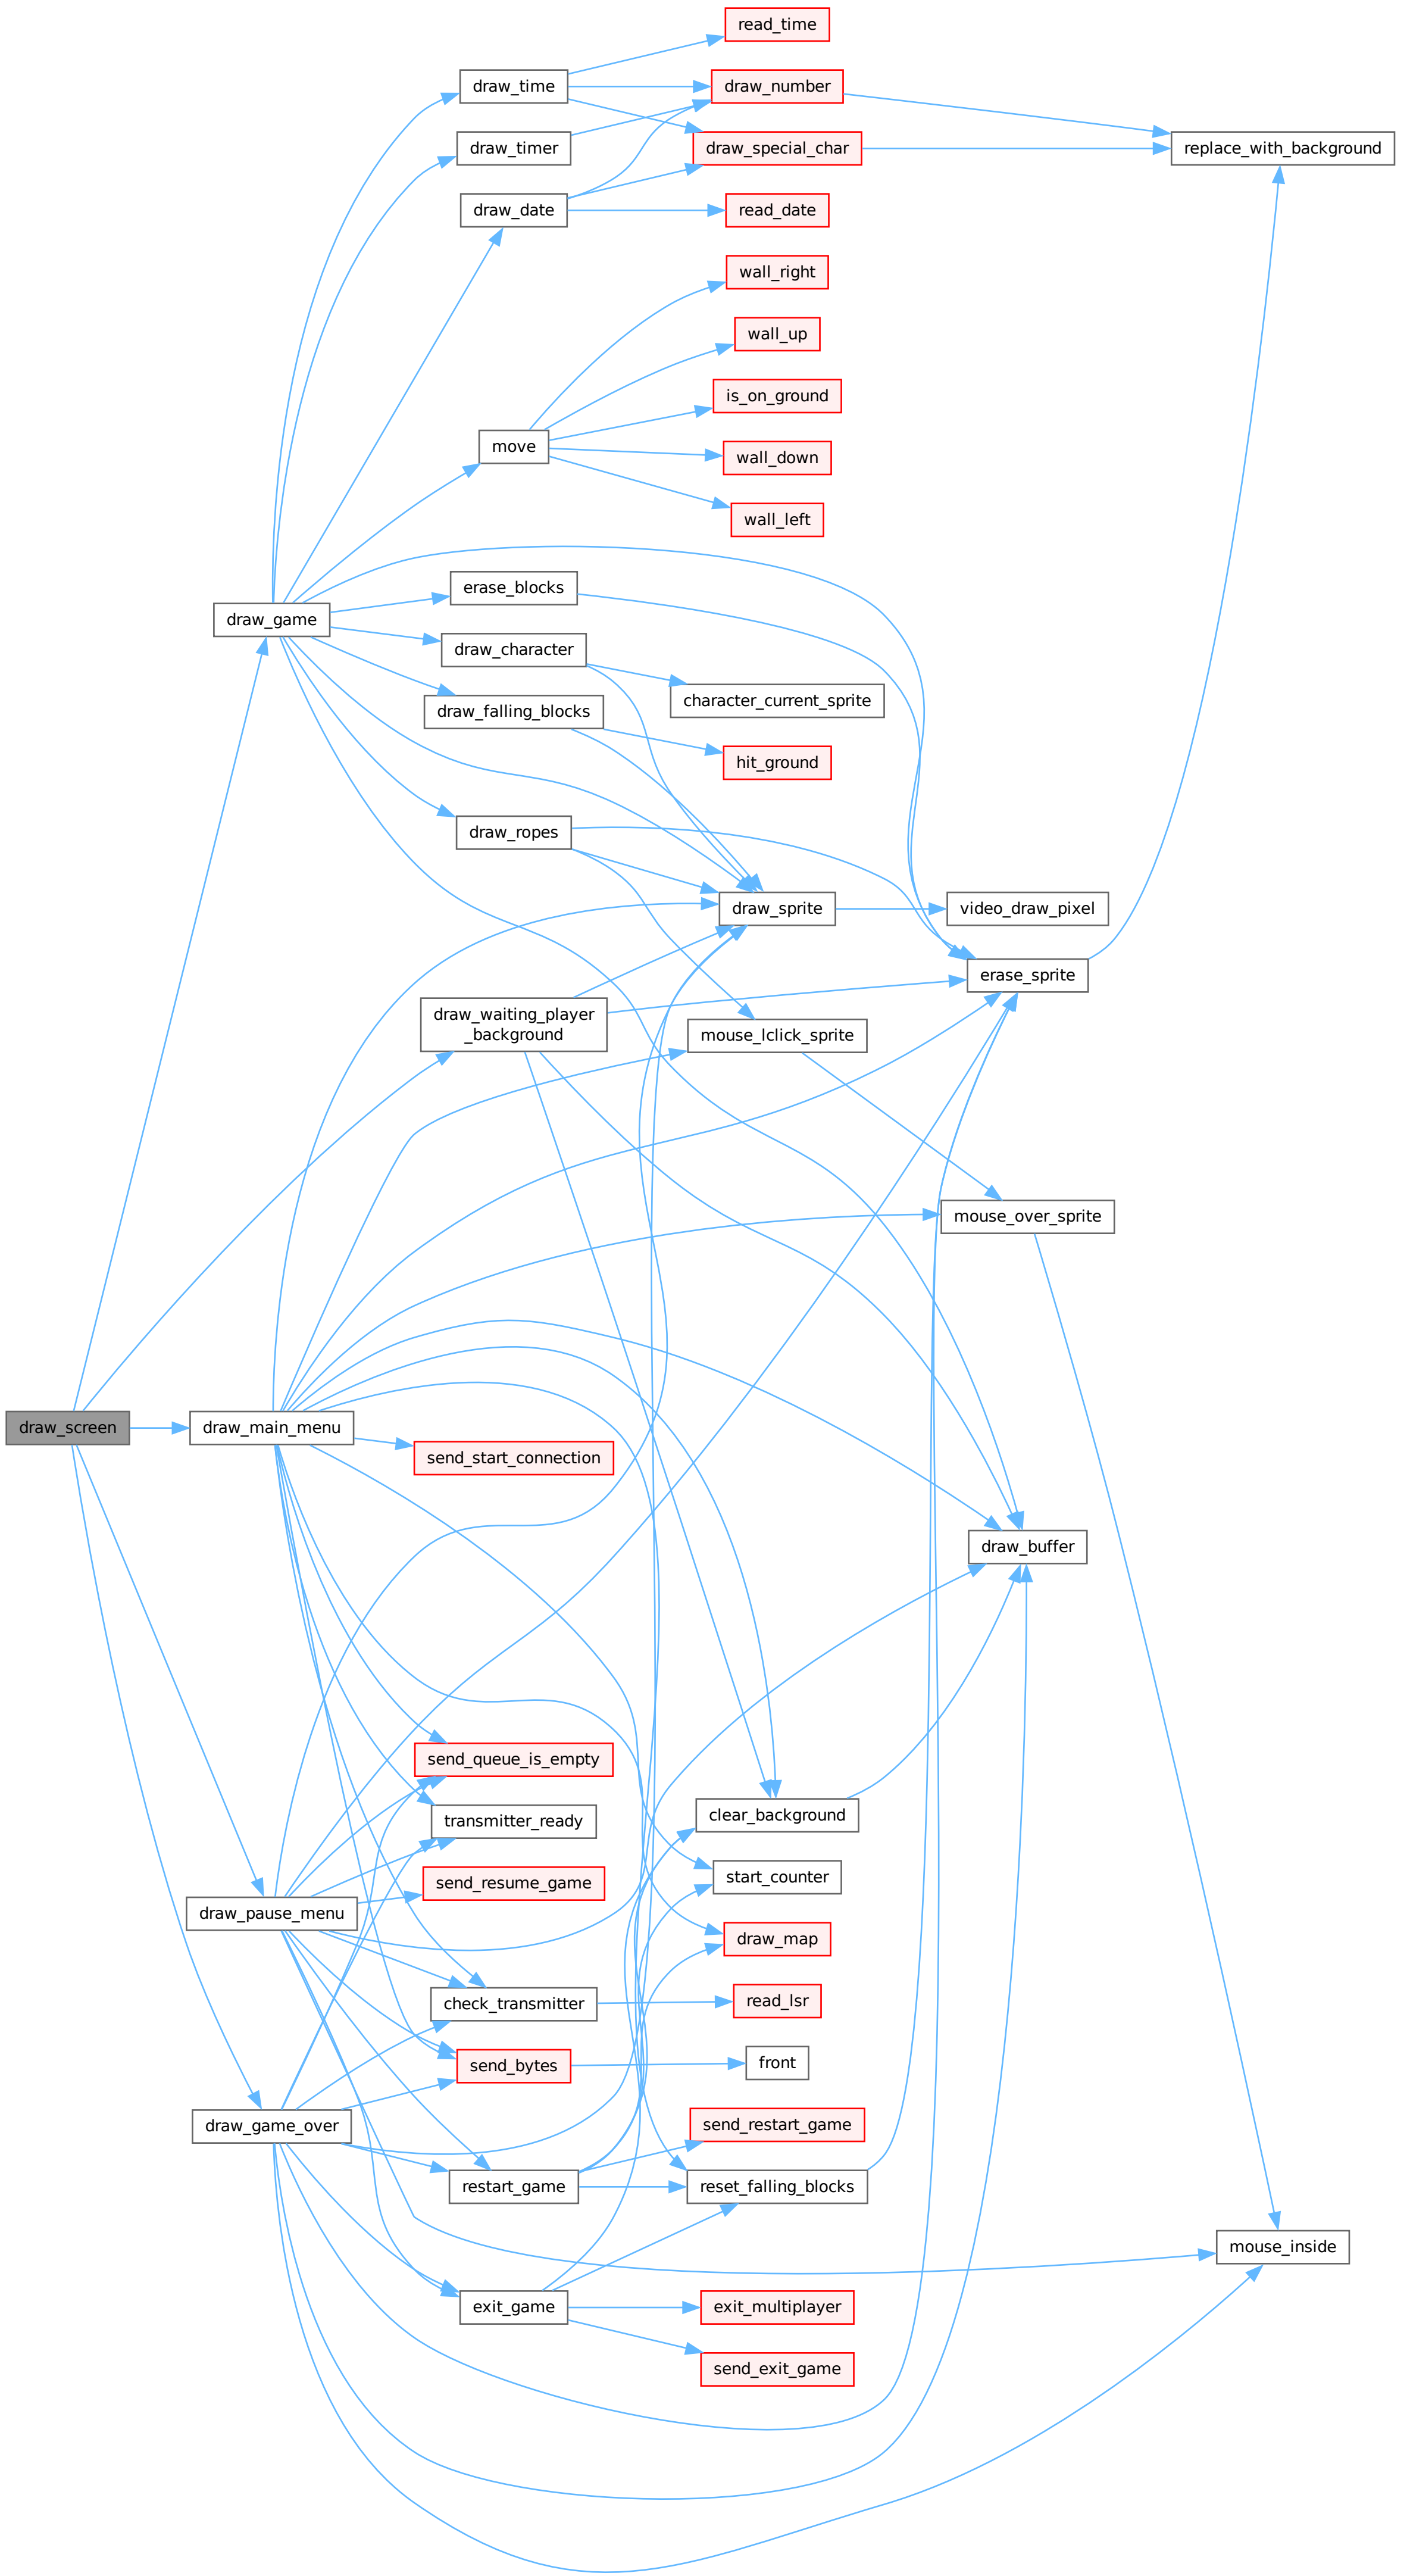 read_time
draw_time
draw_number
draw_timer
draw_special_char
replace_with_background
draw_date
read_date
wall_right
wall_up
is_on_ground
move
wall_down
wall_left
erase_blocks
draw_game
draw_character
character_current_sprite
draw_falling_blocks
hit_ground
draw_ropes
draw_sprite
video_draw_pixel
erase_sprite
draw_waiting_player
_background
mouse_lclick_sprite
mouse_over_sprite
draw_screen
draw_main_menu
send_start_connection
draw_buffer
send_queue_is_empty
transmitter_ready
clear_background
start_counter
send_resume_game
draw_pause_menu
draw_map
check_transmitter
read_lsr
send_bytes
front
draw_game_over
send_restart_game
restart_game
reset_falling_blocks
mouse_inside
exit_game
exit_multiplayer
send_exit_game